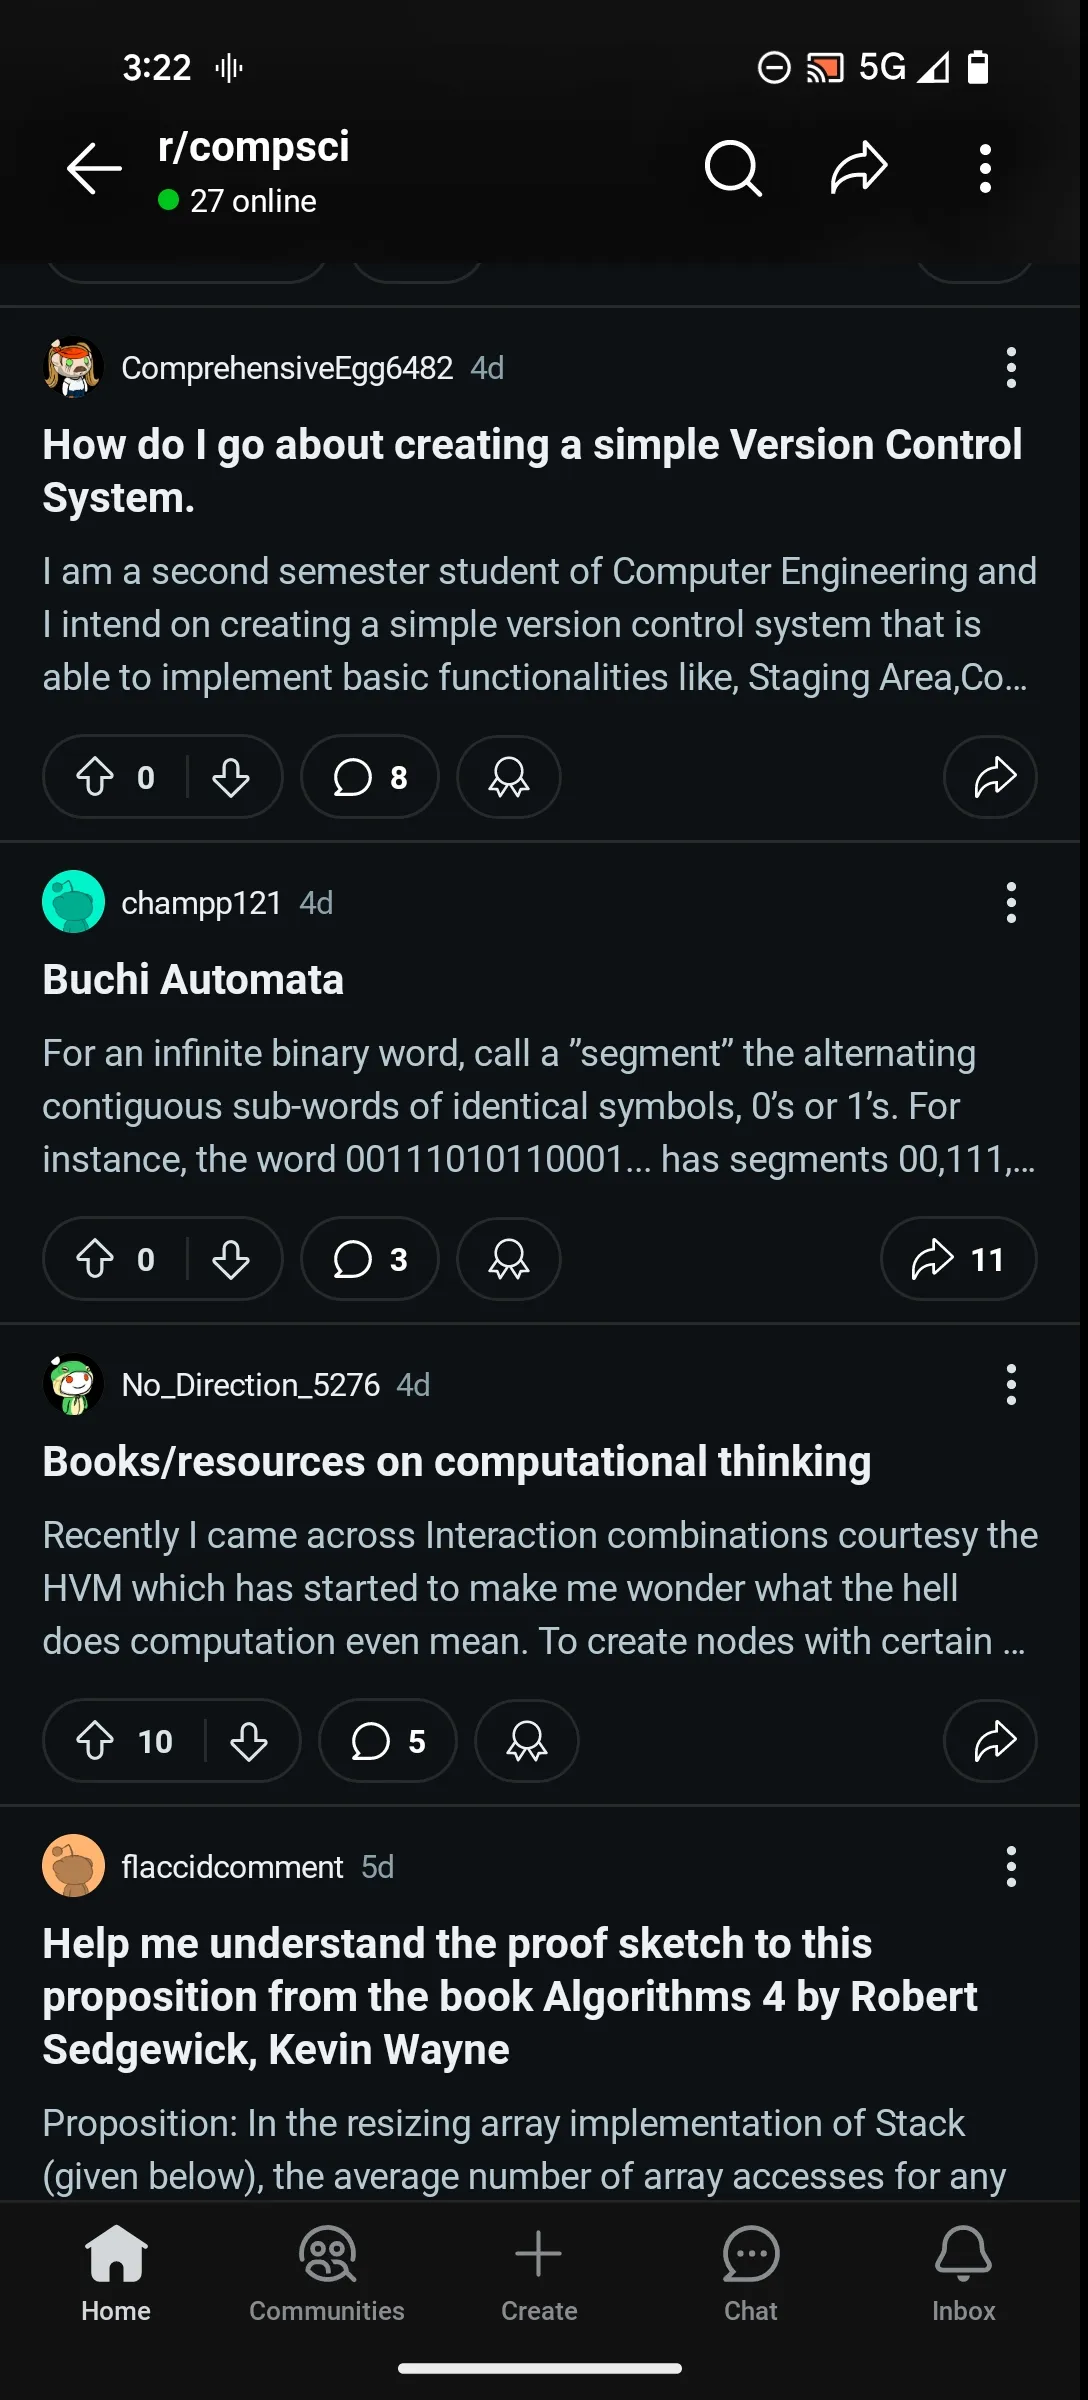 3:22
5G
r/compsci
27 online
ComprehensiveEgg6482 4d
How do I go about creating a simple Version Control
System.
I am a second semester student of Computer Engineering and
I intend on creating a simple version control system that is
able to implement basic functionalities like, Staging Area,Co…
0
8
champp121 4d
Buchi Automata
For an infinite binary word, call a ”segment” the alternating
contiguous sub-words of identical symbols, 0’s or 1’s. For
instance, the word 00111010110001... has segments 00,111,…
0
3
11
No_Direction_5276 4d
Books/resources on computational thinking
Recently I came across Interaction combinations courtesy the
HVM which has started to make me wonder what the hell
does computation even mean. To create nodes with certain …
10
5
flaccidcomment 5d
Help me understand the proof sketch to this
proposition from the book Algorithms 4 by Robert
Sedgewick, Kevin Wayne
Proposition: In the resizing array implementation of Stack
(given below), the average number of array accesses for any
Home
Communities
Create
Chat
Inbox